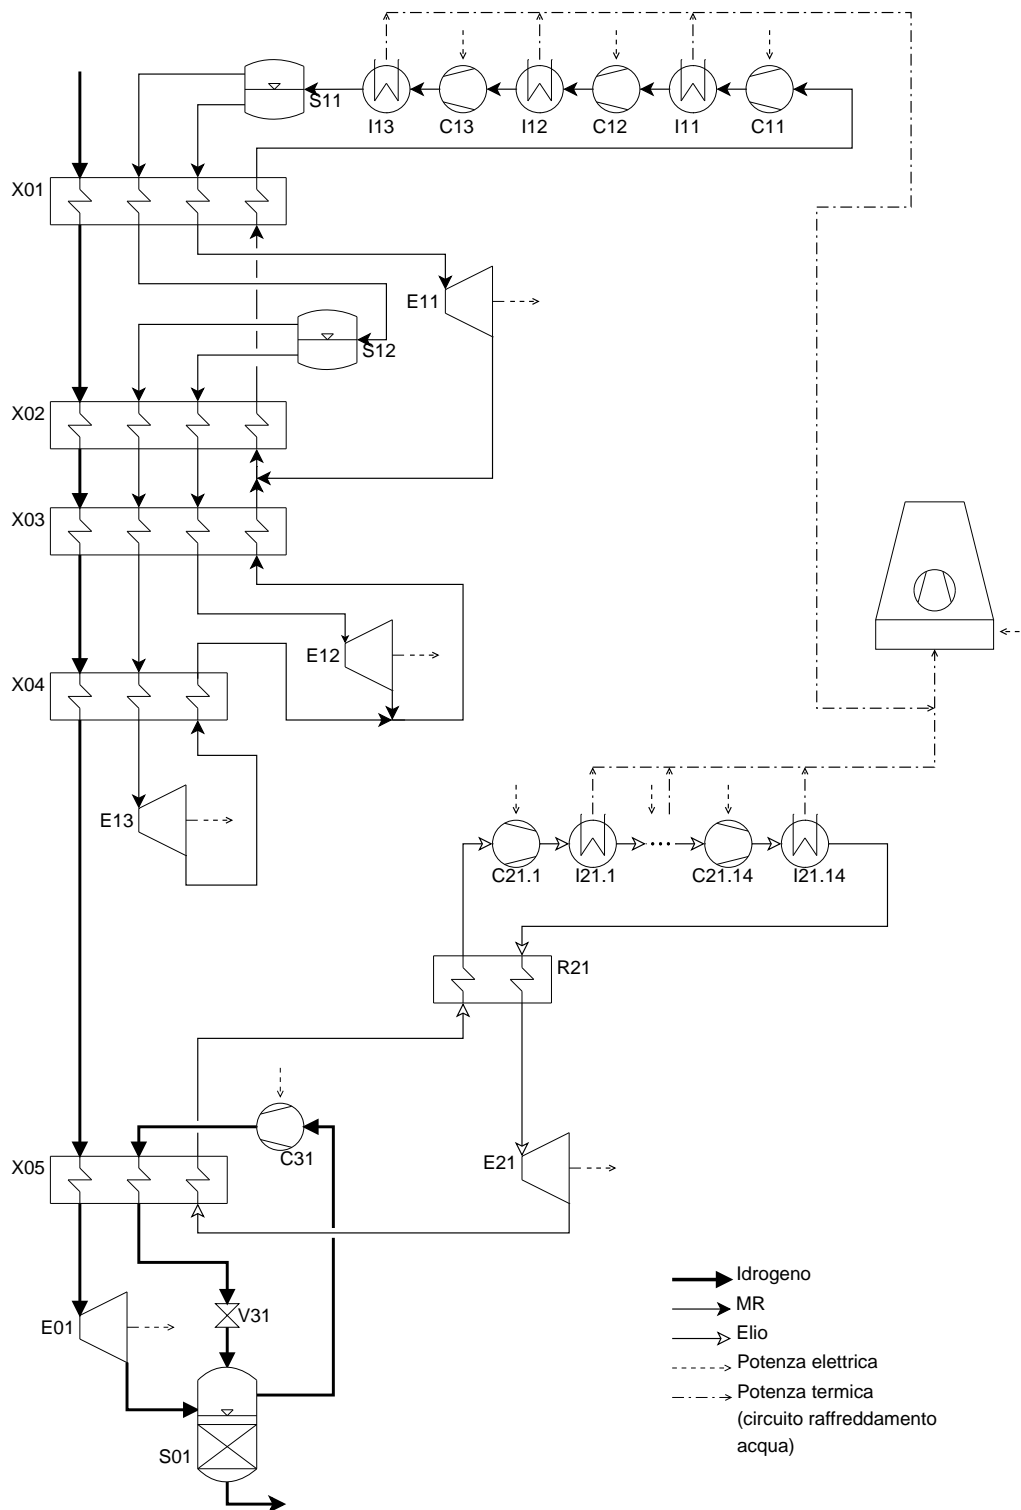 S11
I13
C13
I12
C12
I11
C11
X01
E11
S12
X02
X03
E12
X04
E13
C21.1
I21.1
...
C21.14
I21.14
R21
X05
C31
E21
E01
V31
S01
Idrogeno
MR
Elio
Potenza elettrica
Potenza termica
(circuito raffreddamento
acqua)